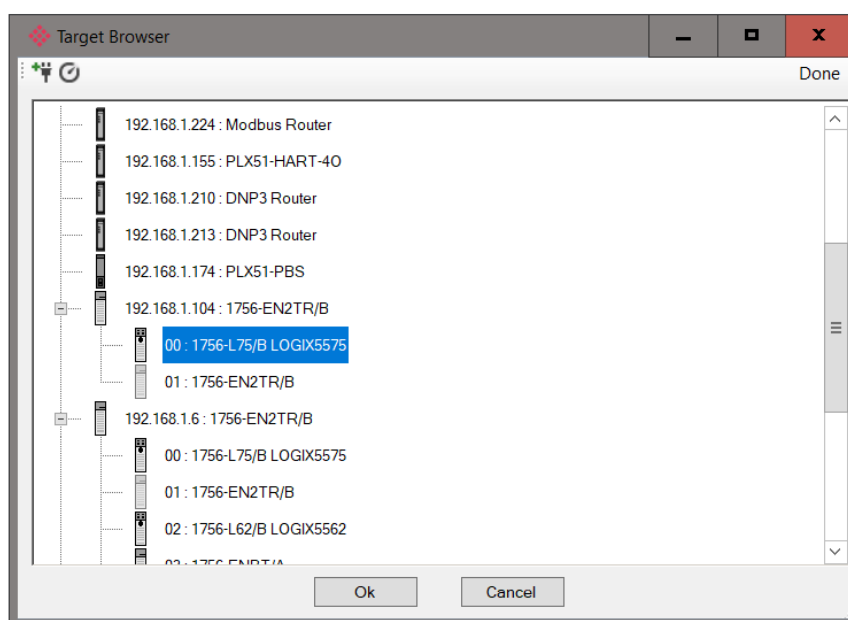 Target Browser
Done
192.168.1.224 : Modbus Router
192.168.1.155 : PLX51-HART-4O
192.168.1.210 : DNP3 Router
192.168.1.213 : DNP3 Router
192.168.1.174 : PLX51-PBS
192.168.1.104 : 1756-EN2TR/B
00 : 1756-L75/B LOGIX5575
01 : 1756-EN2TR/B
192.168.1.6 : 1756-EN2TR/B
00 : 1756-L75/B LOGIX5575
01 : 1756-EN2TR/B
02 : 1756-L62/B LOGIX5562
03 : 1756-ENBT/A
Ok Cancel